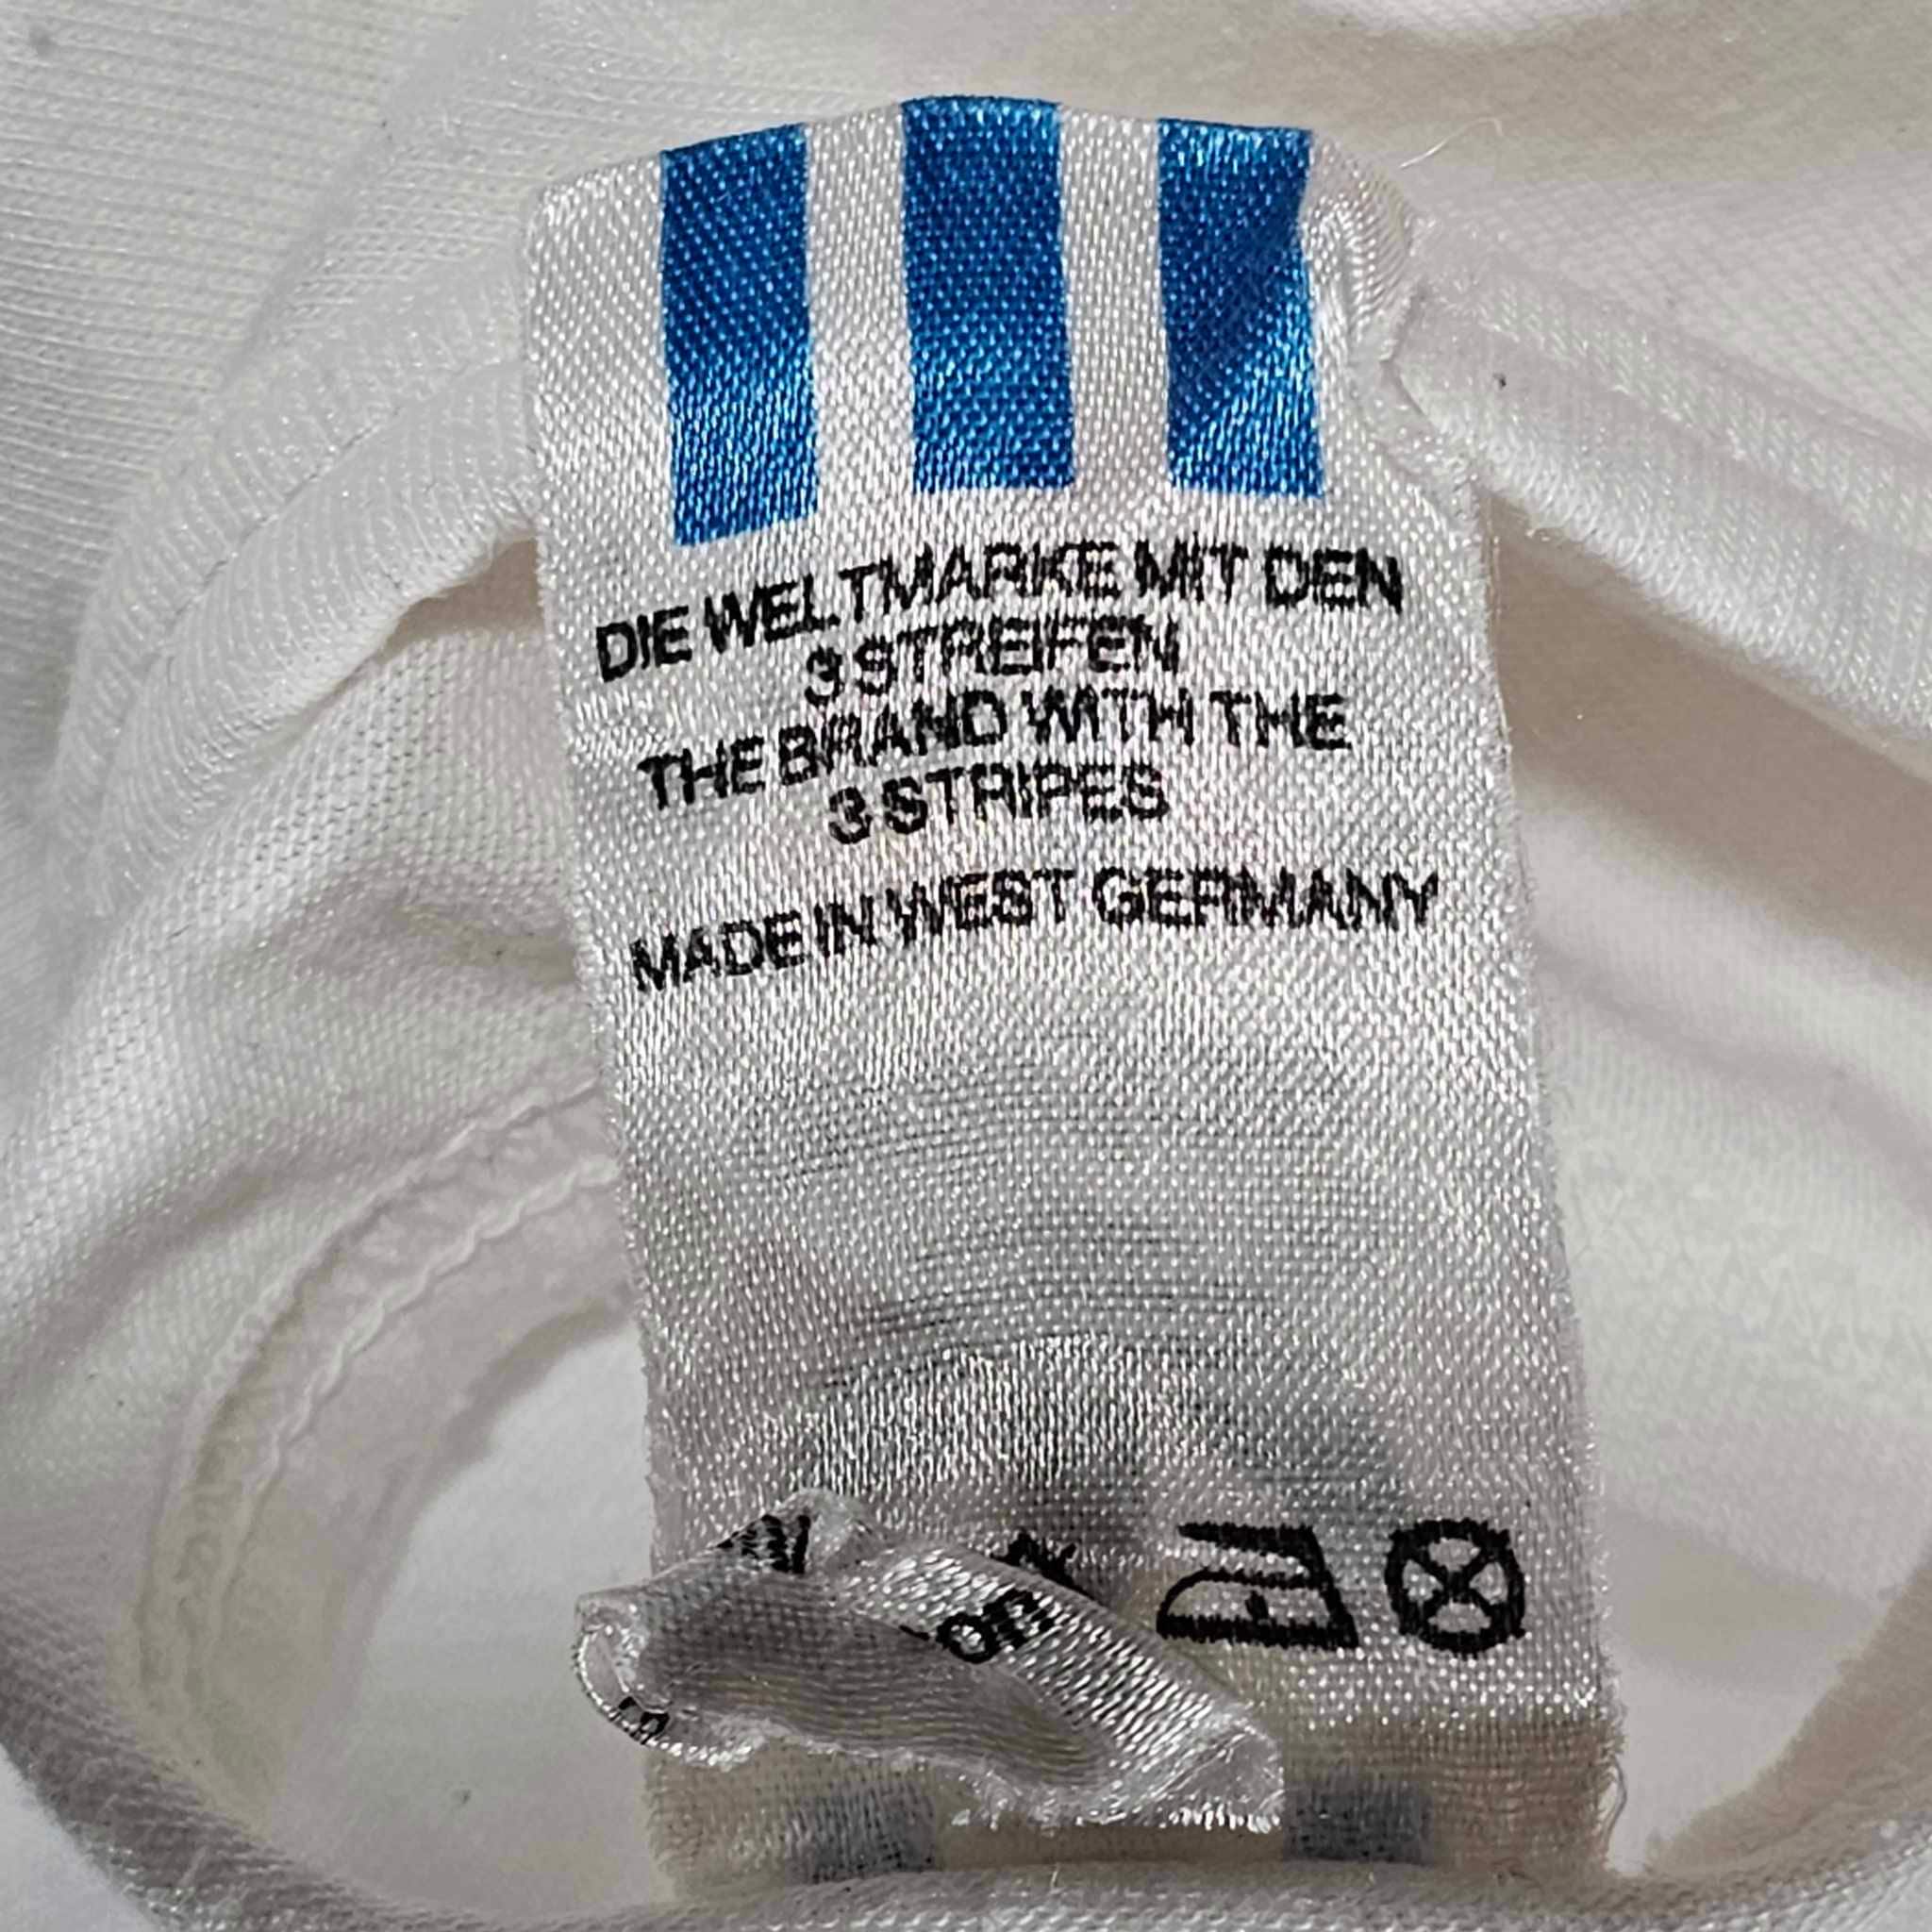 DIE WELTMARKE MIT DEN
3 STREIFEN
THE BRAND WITH THE
3 STRIPES
MADE IN WEST GERMANY